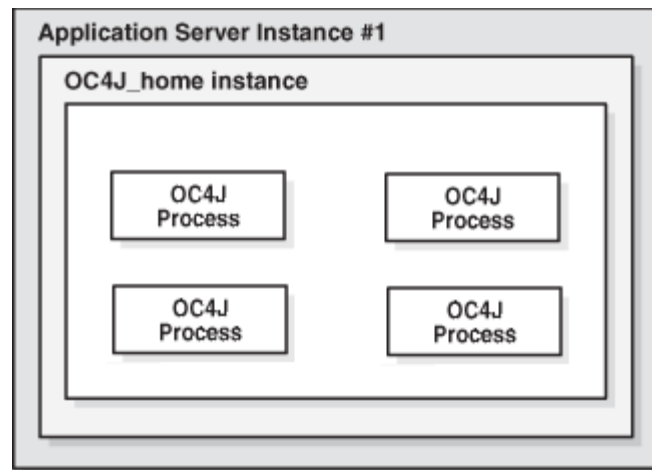 Application Server Instance #1
OC4J_home instance
OC4J
Process
OC4J
Process
OC4J
Process
OC4J
Process